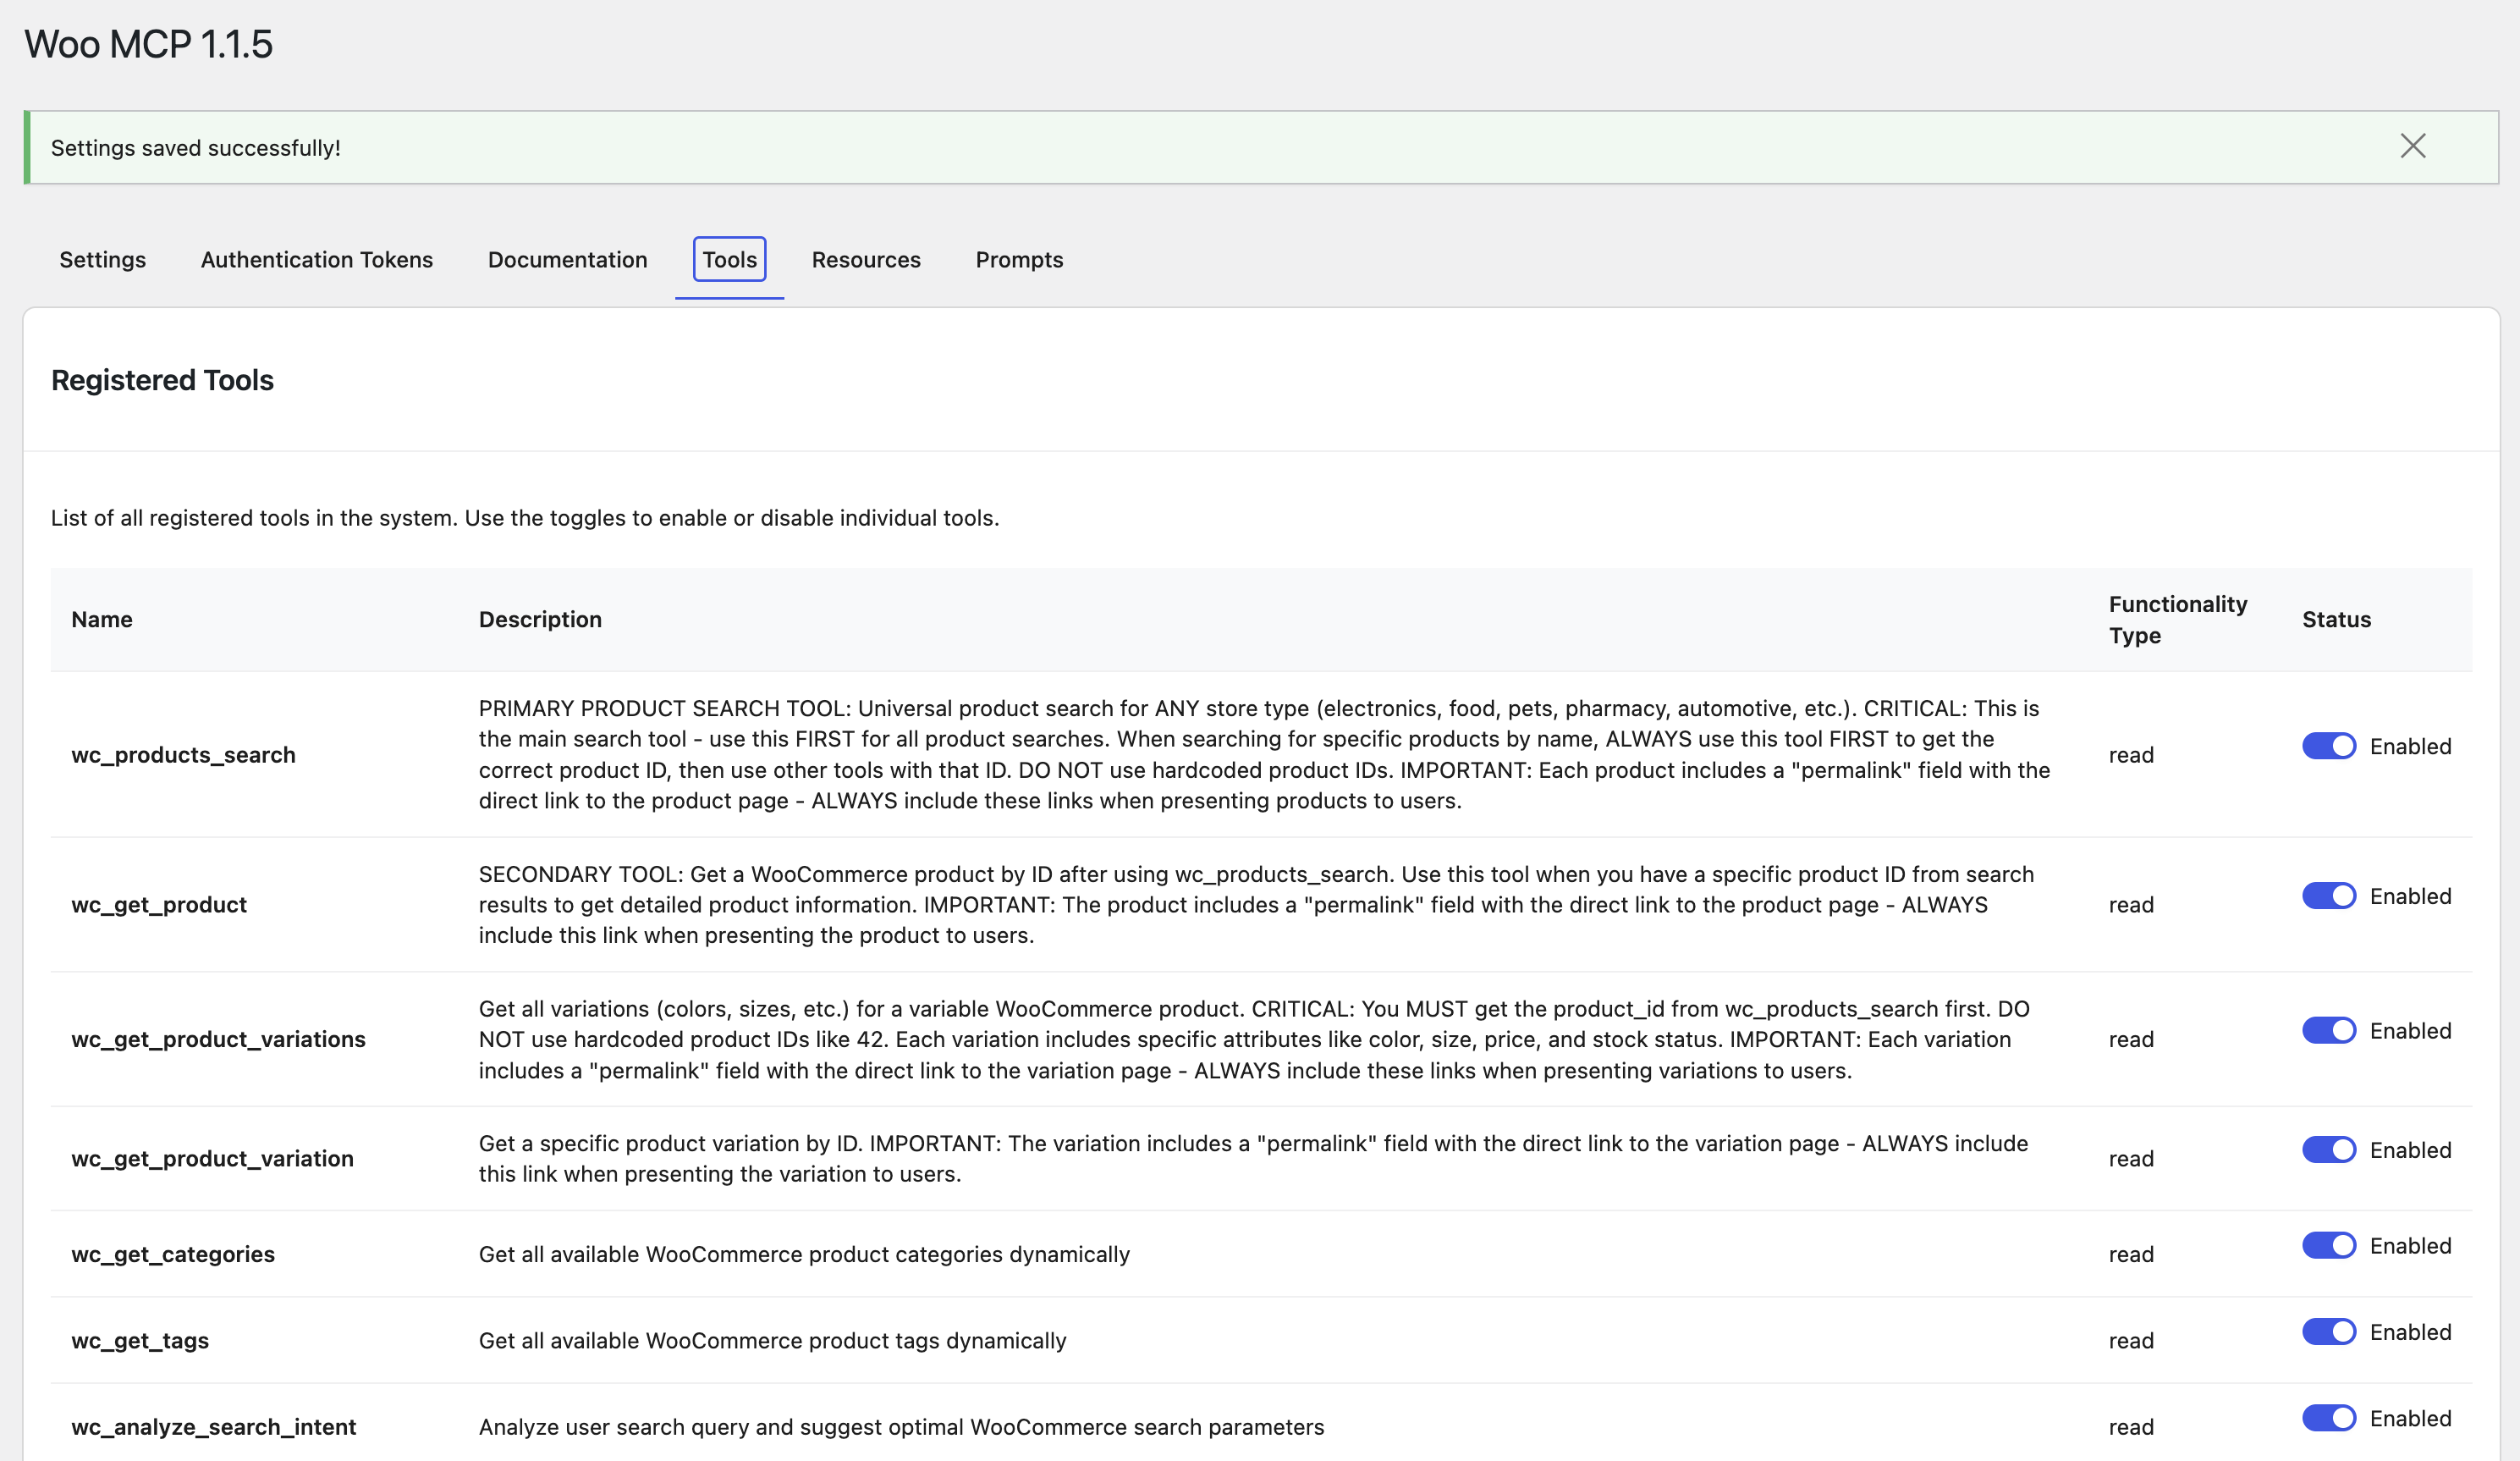 Woo MCP 1.1.5
Settings saved successfully!
Settings Authentication Tokens Documentation Tools Resources Prompts
Registered Tools
List of all registered tools in the system. Use the toggles to enable or disable individual tools.
Name Description Functionality Type Status
wc_products_search
PRIMARY PRODUCT SEARCH TOOL: Universal product search for ANY store type (electronics, food, pets, pharmacy, automotive, etc.). CRITICAL: This is
the main search tool - use this FIRST for all product searches. When searching for specific products by name, ALWAYS use this tool FIRST to get the
correct product ID, then use other tools with that ID. DO NOT use hardcoded product IDs. IMPORTANT: Each product includes a "permalink" field with the
direct link to the product page - ALWAYS include these links when presenting products to users.
read
Enabled
wc_get_product
SECONDARY TOOL: Get a WooCommerce product by ID after using wc_products_search. Use this tool when you have a specific product ID from search
results to get detailed product information. IMPORTANT: The product includes a "permalink" field with the direct link to the product page - ALWAYS
include this link when presenting the product to users.
read
Enabled
wc_get_product_variations
Get all variations (colors, sizes, etc.) for a variable WooCommerce product. CRITICAL: You MUST get the product_id from wc_products_search first. DO
NOT use hardcoded product IDs like 42. Each variation includes specific attributes like color, size, price, and stock status. IMPORTANT: Each variation
includes a "permalink" field with the direct link to the variation page - ALWAYS include these links when presenting variations to users.
read
Enabled
wc_get_product_variation
Get a specific product variation by ID. IMPORTANT: The variation includes a "permalink" field with the direct link to the variation page - ALWAYS include
this link when presenting the variation to users.
read
Enabled
wc_get_categories
Get all available WooCommerce product categories dynamically
read
Enabled
wc_get_tags
Get all available WooCommerce product tags dynamically
read
Enabled
wc_analyze_search_intent
Analyze user search query and suggest optimal WooCommerce search parameters
read
Enabled